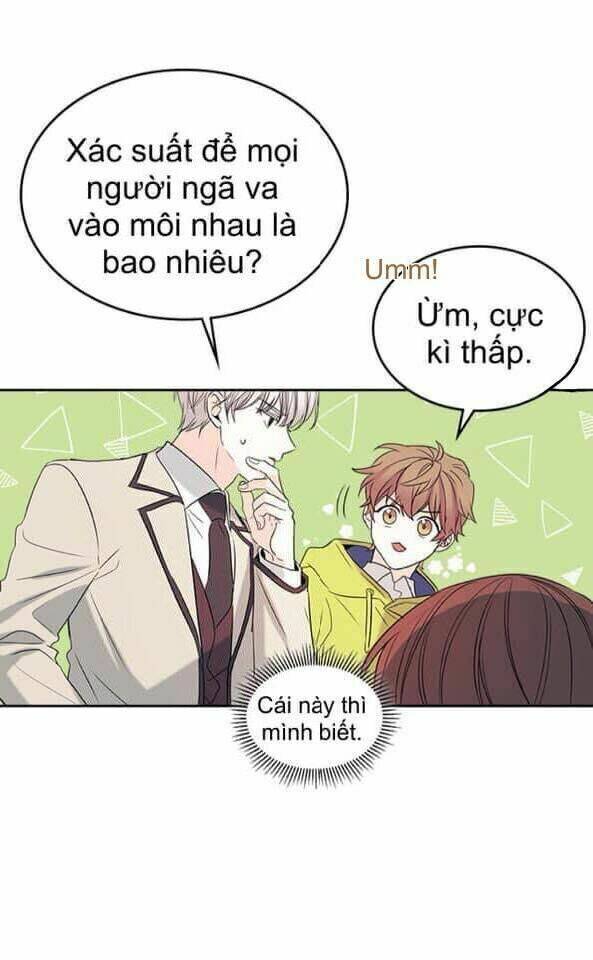 Xác suất để mọi
người ngã va
vào môi nhau là
bao nhiêu?
Umm!
Ừm, cực
kì thấp.
Cái này thì
mình biết.